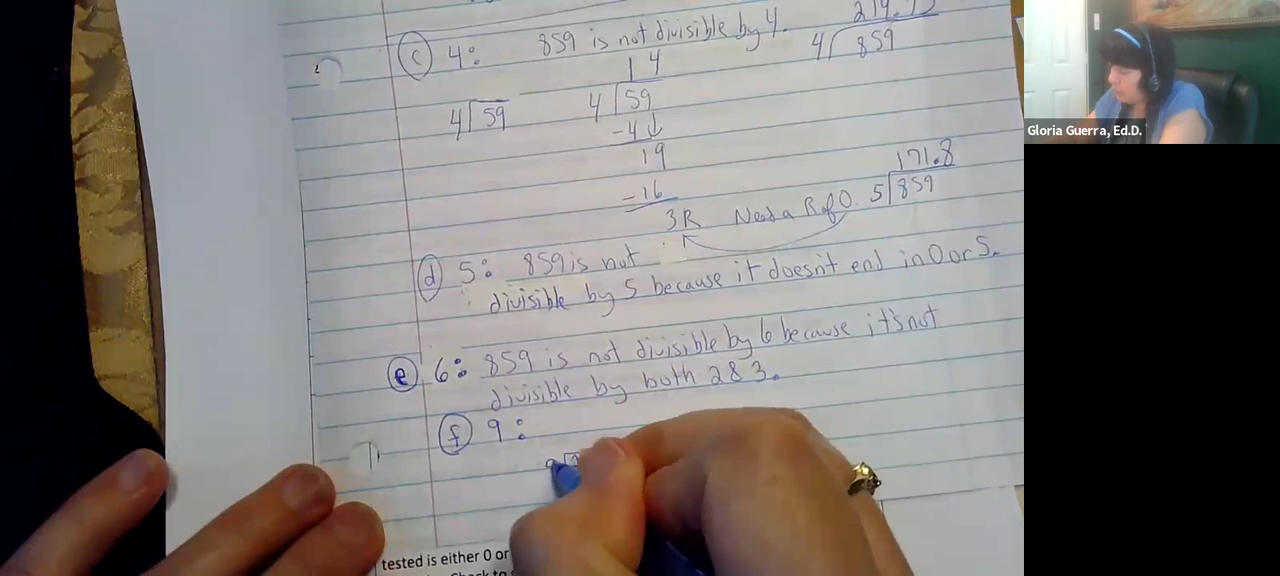 c 4: 859 is not divisible by 4.
4 859
1 4
4 59
4 59
-4
19
-16
3R Need a R of 0.
171.8
5 859
d 5: 859 is not
divisible by 5 because it doesn't end in 0 or 5.
e 6: 859 is not divisible by 6 because it's not
divisible by both 2 & 3.
f 9:
tested is either 0 or
Gloria Guerra, Ed.D.